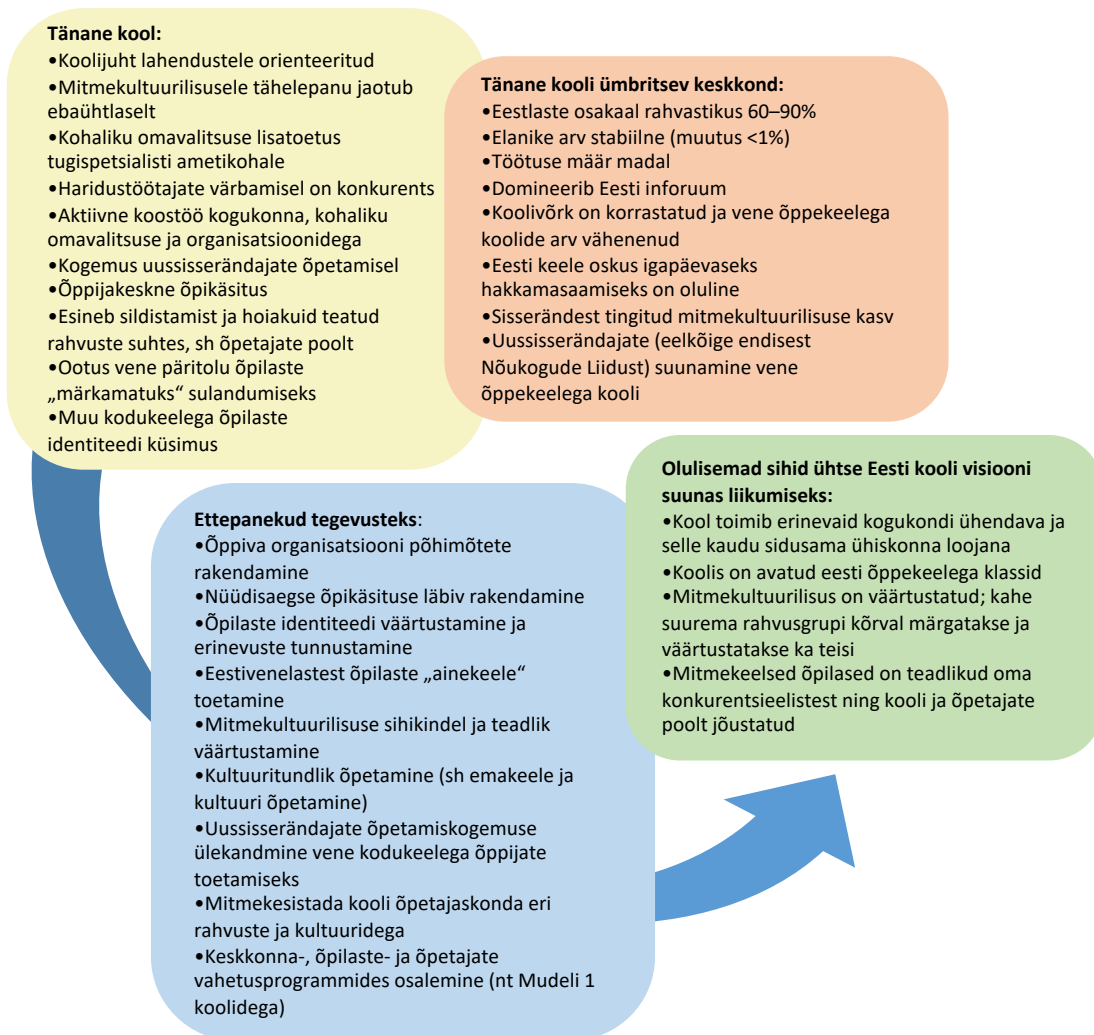 Tänane kool:
•Koolijuht lahendustele orienteeritud
•Mitmekultuurilisusele tähelepanu jaotub
ebaühtlaselt
•Kohaliku omavalitsuse lisatoetus
tugispetsialisti ametikohale
•Haridustöötajate värbamisel on konkurents
•Aktiivne koostöö kogukonna, kohaliku
omavalitsuse ja organisatsioonidega
•Kogemus uussisserändajate õpetamisel
•Õppijakeskne õpikäsitus
•Esineb sildistamist ja hoiakuid teatud
rahvuste suhtes, sh õpetajate poolt
•Ootus vene päritolu õpilaste
„märkamatuks“ sulandumiseks
•Muu kodukeelega õpilaste
identiteedi küsimus
Tänane kooli ümbritsev keskkond:
•Eestlaste osakaal rahvastikus 60–90%
•Elanike arv stabiilne (muutus <1%)
•Töötuse määr madal
•Domineerib Eesti inforuum
•Koolivõrk on korrastatud ja vene õppekeelega
koolide arv vähenenud
•Eesti keele oskus igapäevaseks
hakkamasaamiseks on oluline
•Sisserändest tingitud mitmekultuurilisuse kasv
•Uussisserändajate (eelkõige endisest
Nõukogude Liidust) suunamine vene
õppekeelega kooli
Ettepanekud tegevusteks:
•Õppiva organisatsiooni põhimõtete
rakendamine
•Nüüdisaegse õpikäsituse läbiv rakendamine
•Õpilaste identiteedi väärtustamine ja
erinevuste tunnustamine
•Eestivenelastest õpilaste „ainekeele“
toetamine
•Mitmekultuurilisuse sihikindel ja teadlik
väärtustamine
•Kultuuritundlik õpetamine (sh emakeele ja
kultuuri õpetamine)
•Uussisserändajate õpetamiskogemuse
ülekandmine vene kodukeelega õppijate
toetamiseks
•Mitmekesistada kooli õpetajaskonda eri
rahvuste ja kultuuridega
•Keskkonna-, õpilaste- ja õpetajate
vahetusprogrammides osalemine (nt Mudeli 1
koolidega)
Olulisemad sihid ühtse Eesti kooli visiooni
suunas liikumiseks:
•Kool toimib erinevaid kogukondi ühendava ja
selle kaudu sidusama ühiskonna loojana
•Koolis on avatud eesti õppekeelega klassid
•Mitmekultuurilisus on väärtustatud; kahe
suurema rahvusgrupi kõrval märgatakse ja
väärtustatakse ka teisi
•Mitmekeelsed õpilased on teadlikud oma
konkurentsieelistest ning kooli ja õpetajate
poolt jõustatud